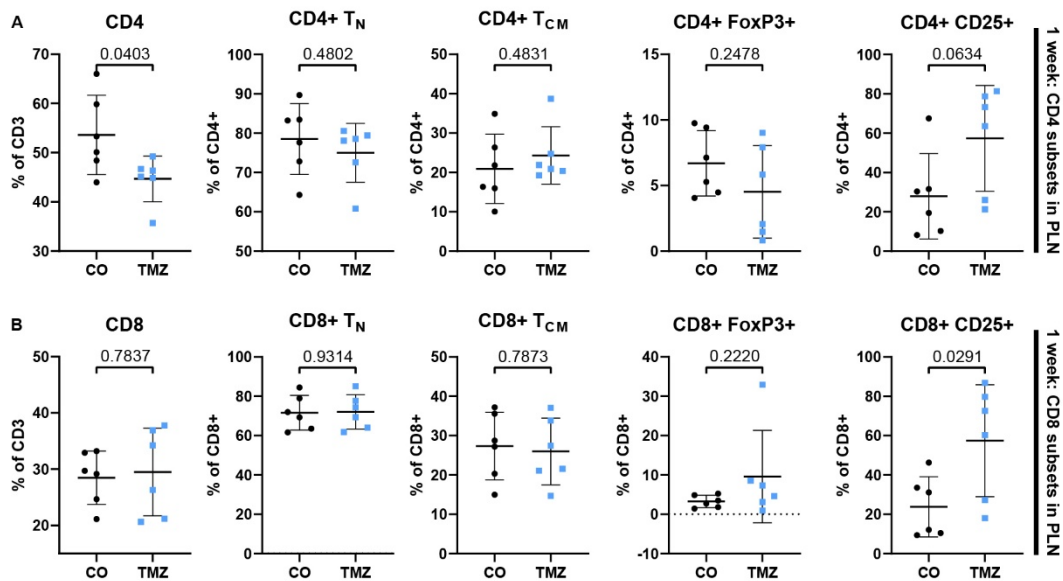 A
CD4
% of CD3
70
60
50
40
30
0.0403
CO TMZ
CD4+ TN
% of CD4+
100
90
80
70
60
50
0.4802
CO TMZ
CD4+ TCM
% of CD4+
50
40
30
20
10
0
0.4831
CO TMZ
CD4+ FoxP3+
% of CD4+
15
10
5
0
0.2478
CO TMZ
CD4+ CD25+
% of CD4+
100
80
60
40
20
0
0.0634
CO TMZ
1 week: CD4 subsets in PLN
B
CD8
% of CD3
50
40
30
20
0.7837
CO TMZ
CD8+ TN
% of CD8+
100
80
60
40
20
0
0.9314
CO TMZ
CD8+ TCM
% of CD8+
50
40
30
20
10
0
0.7873
CO TMZ
CD8+ FoxP3+
% of CD8+
40
30
20
10
0
-10
0.2220
CO TMZ
CD8+ CD25+
% of CD8+
100
80
60
40
20
0
0.0291
CO TMZ
1 week: CD8 subsets in PLN